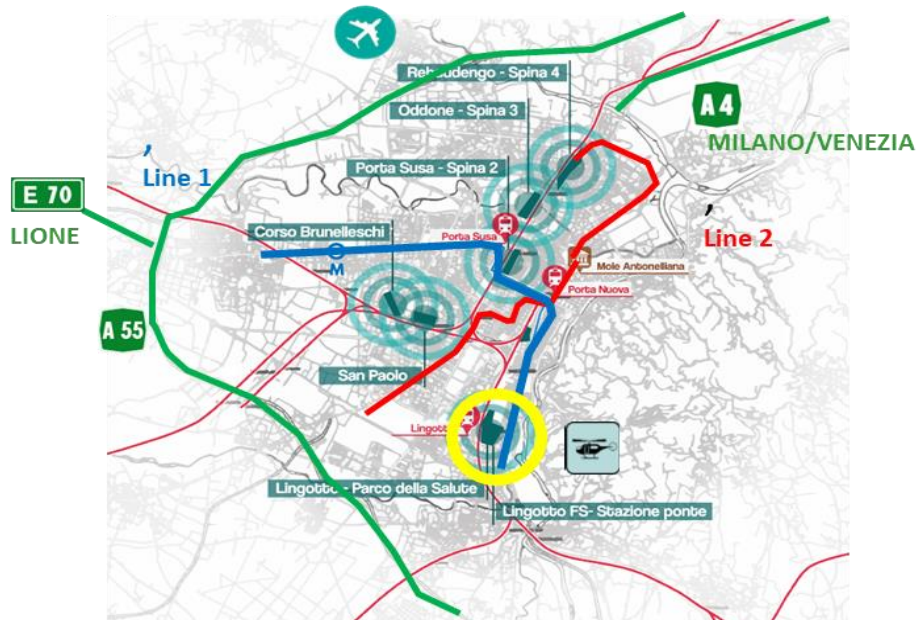 Rebaudengo - Spina 4
Oddone - Spina 3
A 4
MILANO/VENEZIA
,
Line 1
Porta Susa - Spina 2
E 70
LIONE
Corso Brunelleschi
Porta Susa
,
Line 2
M
Mole Antonelliana
Porta Nuova
A 55
San Paolo
Lingotto
Lingotto - Parco della Salute
Lingotto FS- Stazione ponte